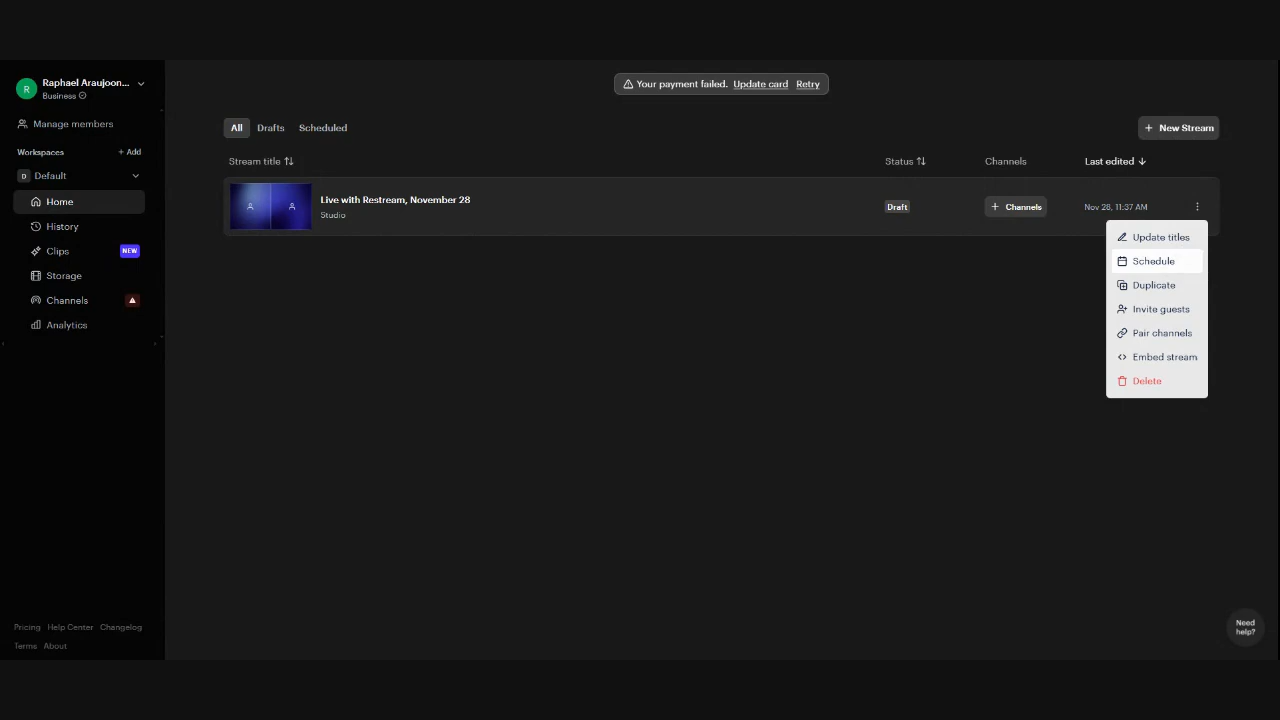 R
Raphael Araujoon...
Business
Manage members
Workspaces
+ Add
D Default
Home
History
Clips NEW
Storage
Channels
Analytics
Pricing Help Center Changelog
Terms About
Your payment failed. Update card Retry
All Drafts Scheduled
+ New Stream
Stream title Status Channels Last edited
Live with Restream, November 28
Studio
Draft
+ Channels
Nov 28, 11:37 AM
Update titles
Schedule
Duplicate
Invite guests
Pair channels
Embed stream
Delete
Need
help?